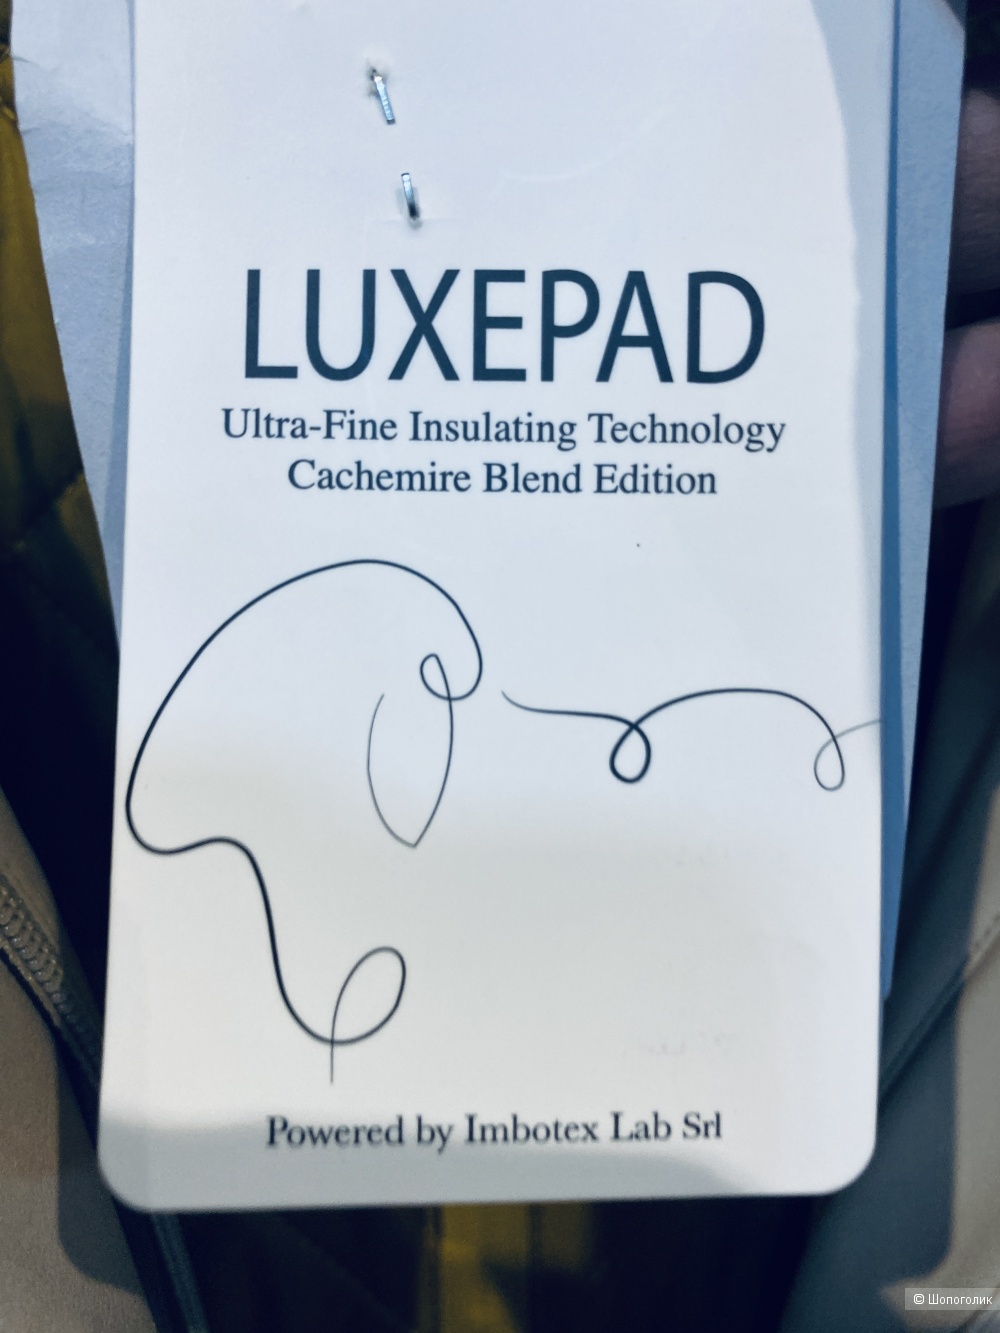 LUXEPAD
Ultra-Fine Insulating Technology
Cachemire Blend Edition
Powered by Imbotex Lab Srl
© Шопоголик